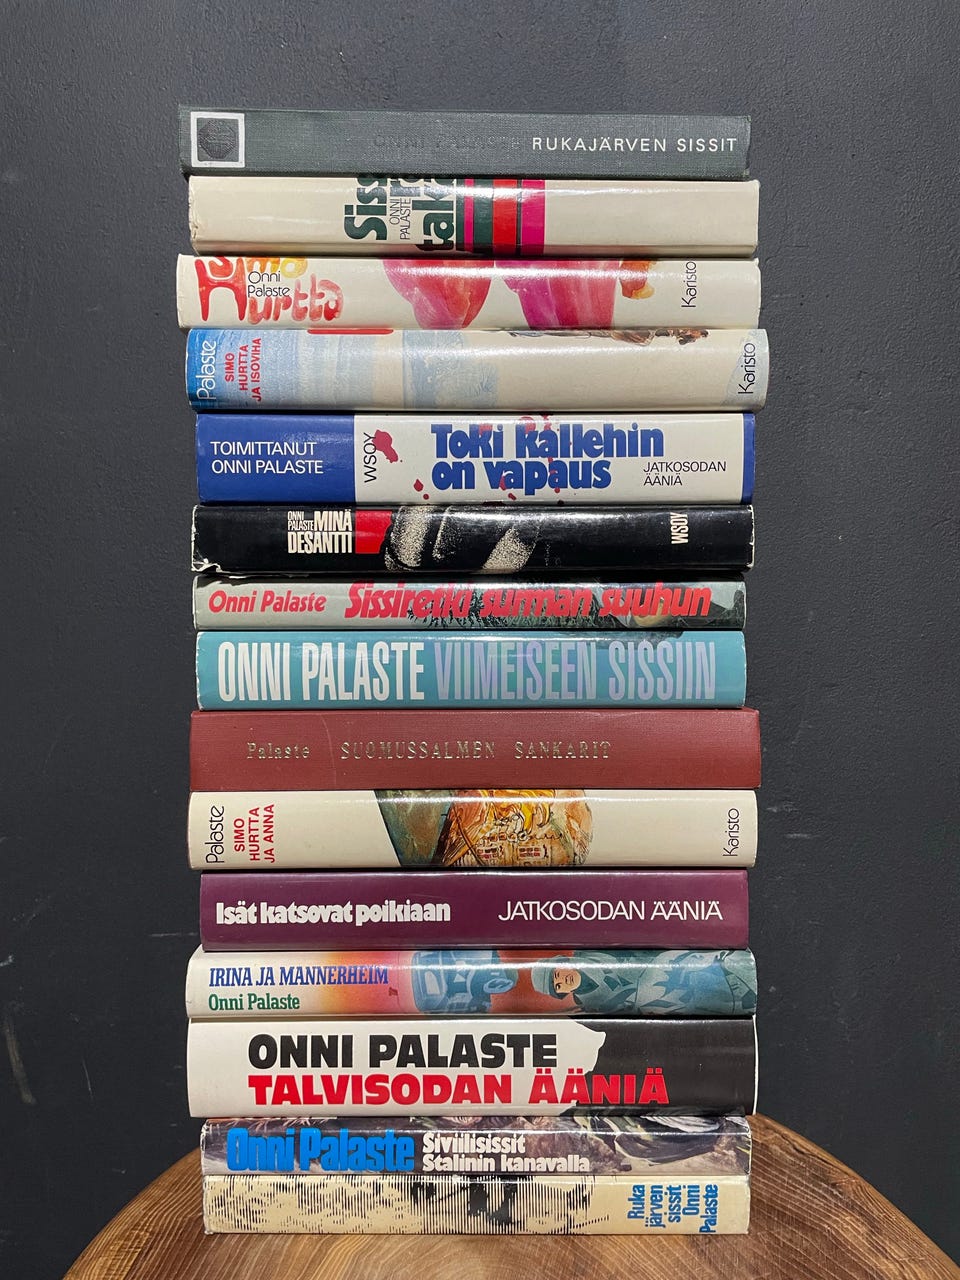 ONNI PALASTE RUKAJÄRVEN SISSIT
Sis
ONNI
PALASTE
tak
Simo
Hurtta
Onni
Palaste
Karisto
Palaste
SIMO
HURTTA
JA ISOVIHA
Karisto
TOIMITTANUT
ONNI PALASTE
WSOY
Toki kallehin
on vapaus
JATKOSODAN
ÄÄNIÄ
ONNI
PALASTE MINÄ
DESANTTI
WSOY
Onni Palaste Sissiretki surman suuhun
ONNI PALASTE VIIMEISEEN SISSIIN
Palaste SUOMUSSALMEN SANKARIT
Palaste
SIMO
HURTTA
JA ANNA
Karisto
Isät katsovat poikiaan JATKOSODAN ÄÄNIÄ
IRINA JA MANNERHEIM
Onni Palaste
ONNI PALASTE
TALVISODAN ÄÄNIÄ
Onni Palaste
Siviilisissit
Stalinin kanavalla
Ruka
järven
sissit
Onni
Palaste